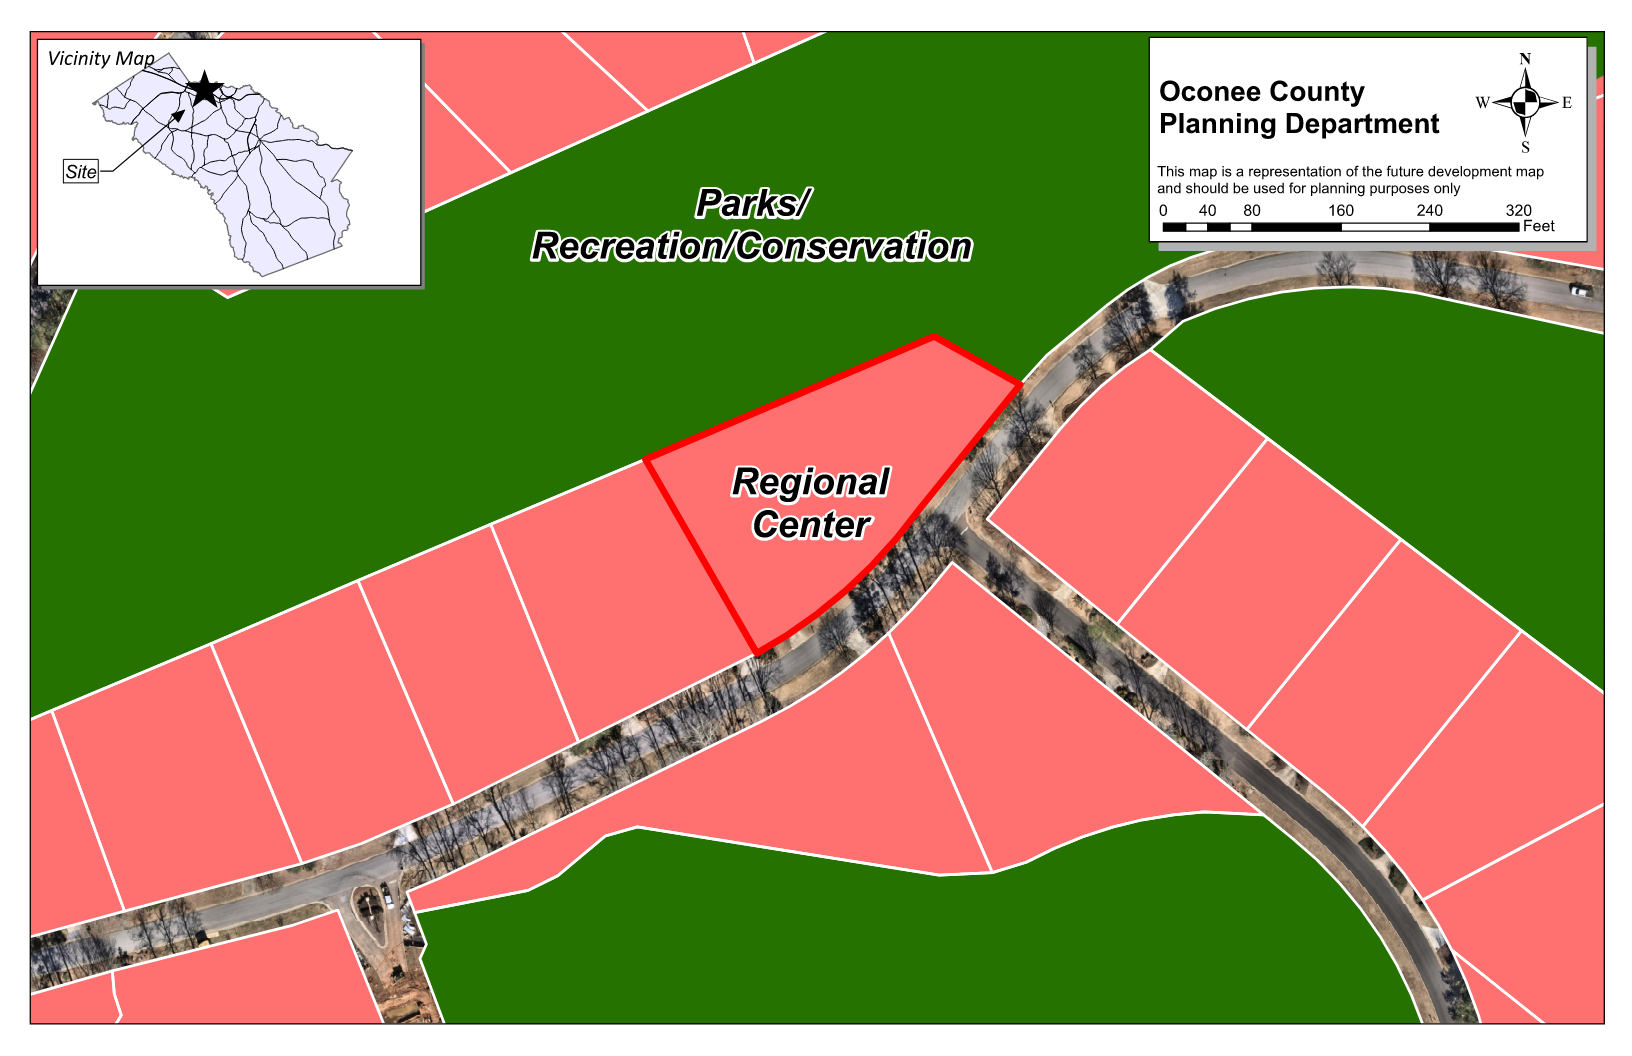 Vicinity Map
Site
Oconee County
Planning Department
N
W
E
S
This map is a representation of the future development map
and should be used for planning purposes only
0 40 80 160 240 320
Feet
Parks/
Recreation/Conservation
Regional
Center